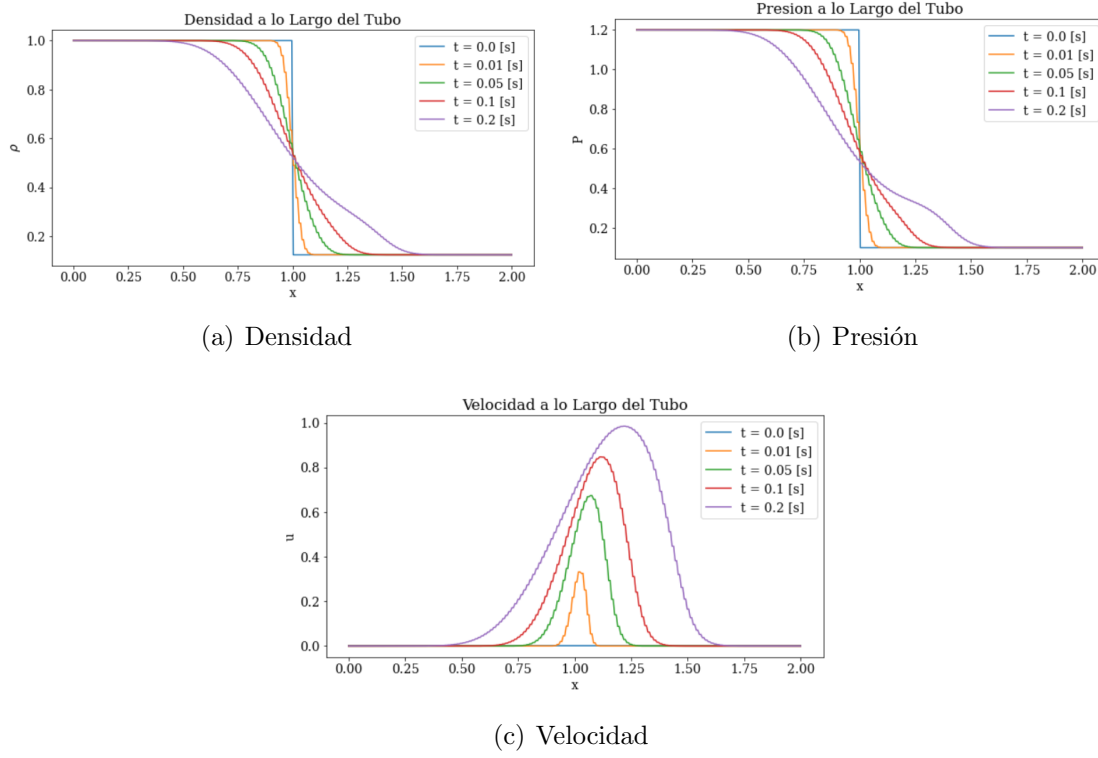 Densidad a lo Largo del Tubo
1.0
0.8
0.6
0.4
0.2
ρ
t = 0.0 [s]
t = 0.01 [s]
t = 0.05 [s]
t = 0.1 [s]
t = 0.2 [s]
0.00 0.25 0.50 0.75 1.00 1.25 1.50 1.75 2.00
x
(a) Densidad
Presion a lo Largo del Tubo
1.2
1.0
0.8
0.6
0.4
0.2
P
t = 0.0 [s]
t = 0.01 [s]
t = 0.05 [s]
t = 0.1 [s]
t = 0.2 [s]
0.00 0.25 0.50 0.75 1.00 1.25 1.50 1.75 2.00
x
(b) Presión
Velocidad a lo Largo del Tubo
1.0
0.8
0.6
0.4
0.2
0.0
u
t = 0.0 [s]
t = 0.01 [s]
t = 0.05 [s]
t = 0.1 [s]
t = 0.2 [s]
0.00 0.25 0.50 0.75 1.00 1.25 1.50 1.75 2.00
x
(c) Velocidad